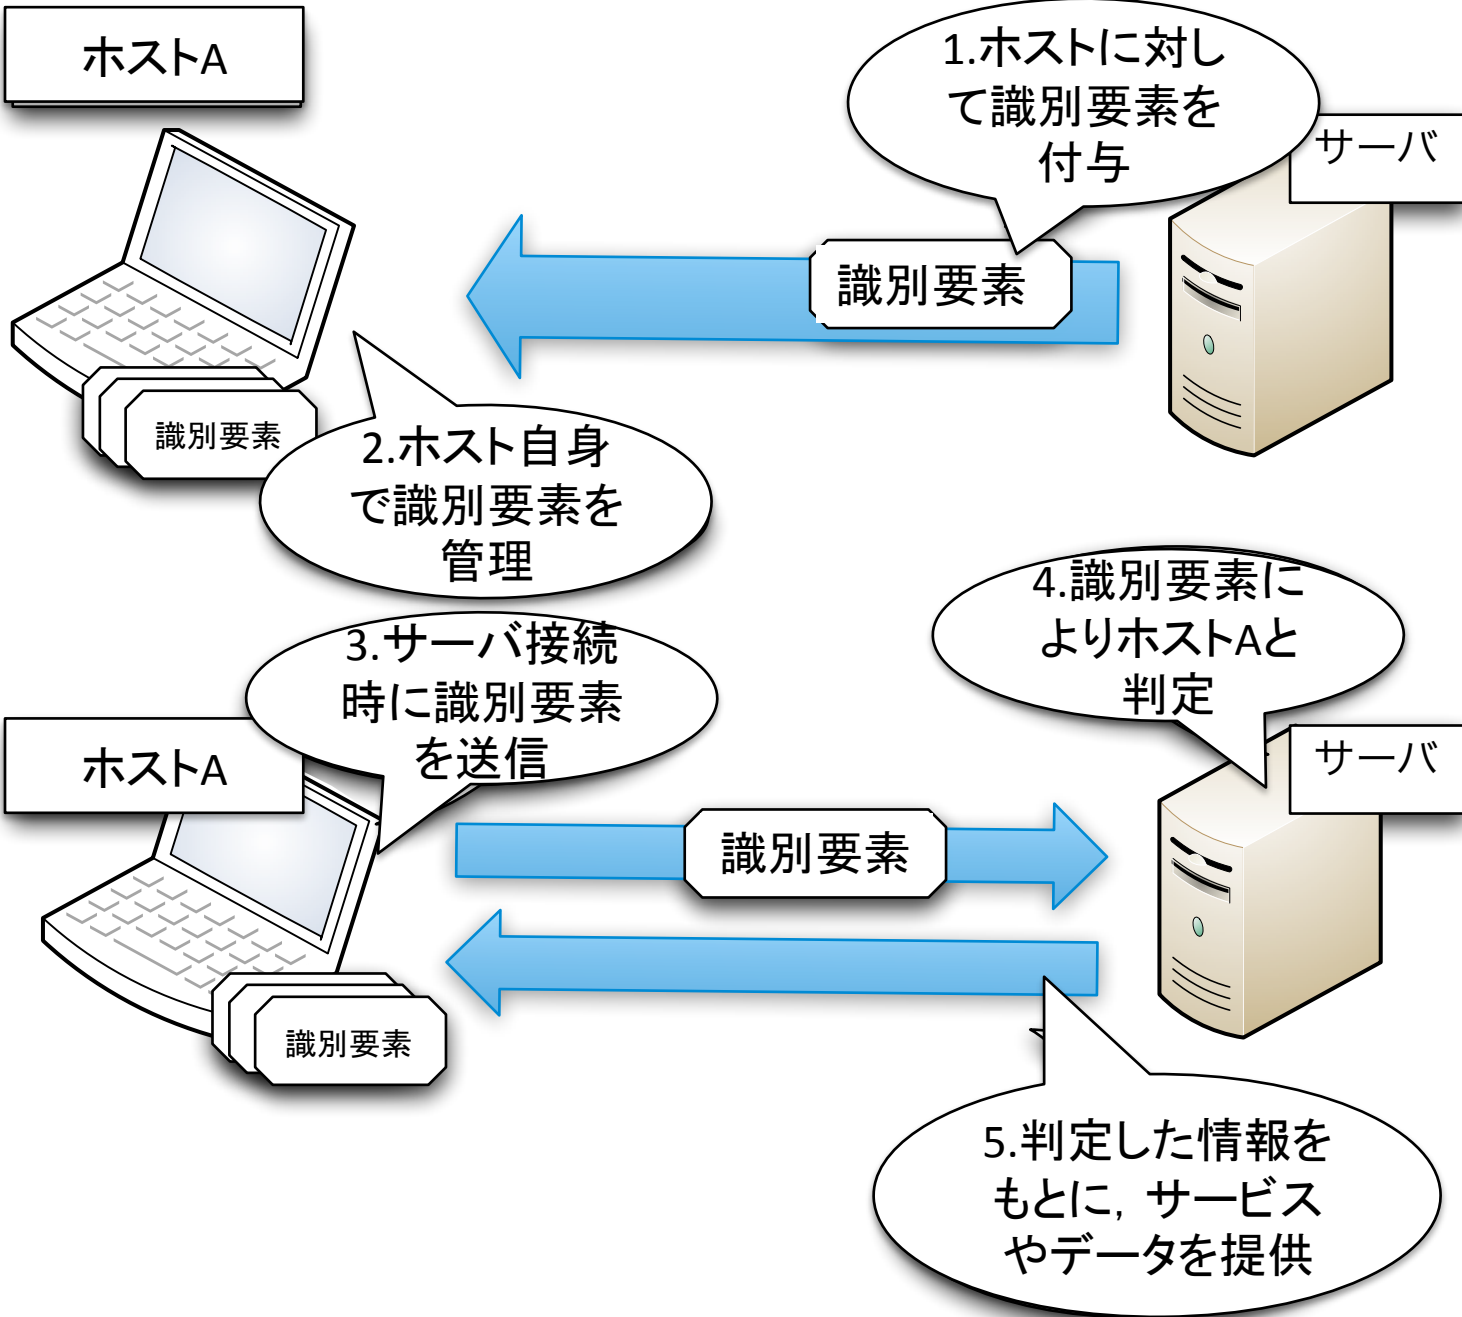 ホストA
1.ホストに対し
て識別要素を
付与
サーバ
識別要素
識別要素
2.ホスト自身
で識別要素を
管理
3.サーバ接続
時に識別要素
を送信
4.識別要素に
よりホストAと
判定
ホストA
サーバ
識別要素
識別要素
5.判定した情報を
もとに, サービス
やデータを提供